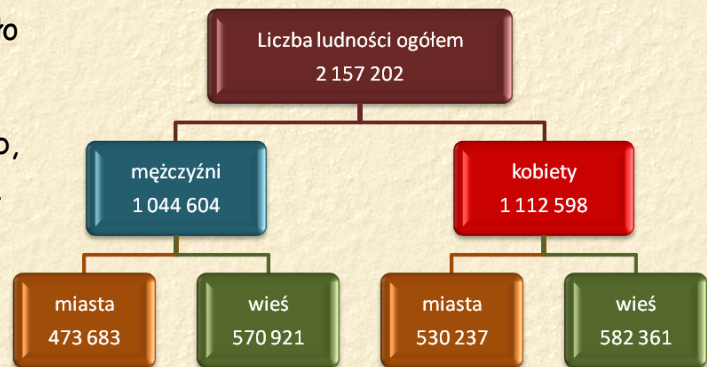 ło
o,
Liczba ludności ogółem
2 157 202
mężczyźni
1 044 604
kobiety
1 112 598
miasta
473 683
wieś
570 921
miasta
530 237
wieś
582 361